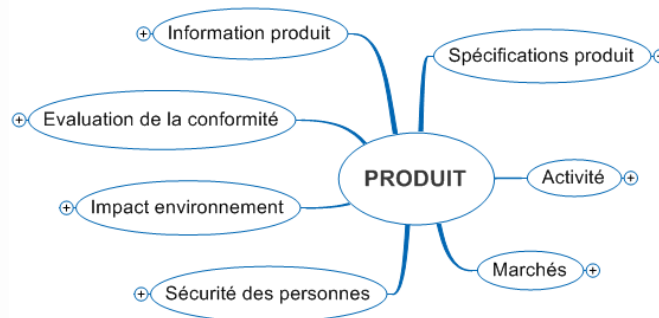 Information produit
Spécifications produit
Evaluation de la conformité
PRODUIT
Activité
Impact environnement
Marchés
Sécurité des personnes